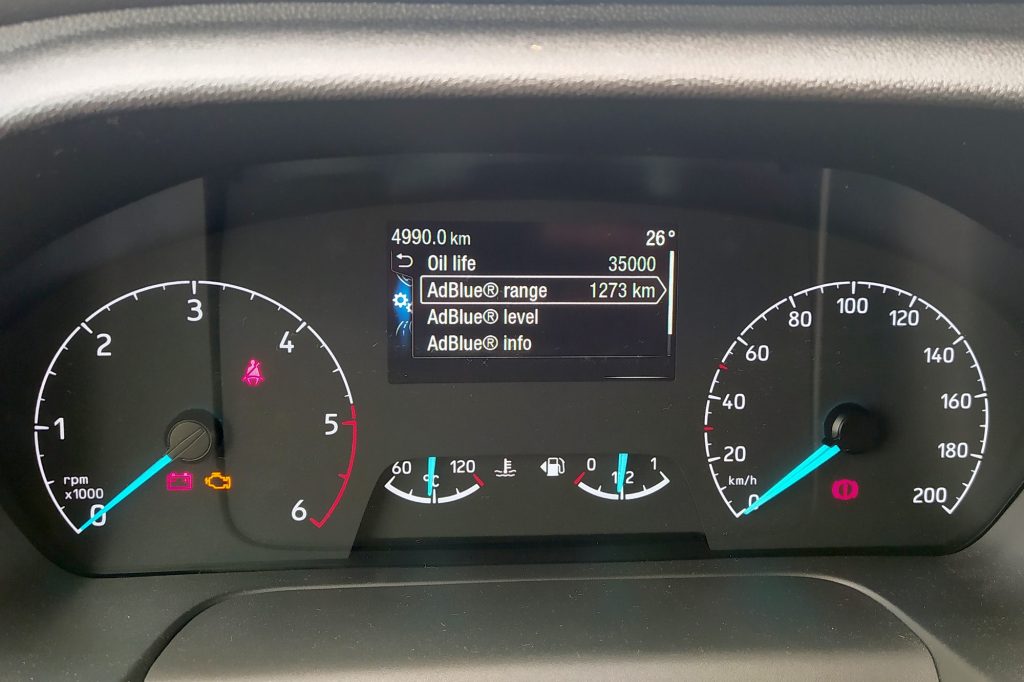 4990.0 km 26°
Oil life 35000
AdBlue® range 1273 km
AdBlue® level
AdBlue® info
0 1 2 3 4 5 6
rpm
x1000
60 120
°C
0 1
1/2
0 20 40 60 80 100 120 140 160 180 200
km/h